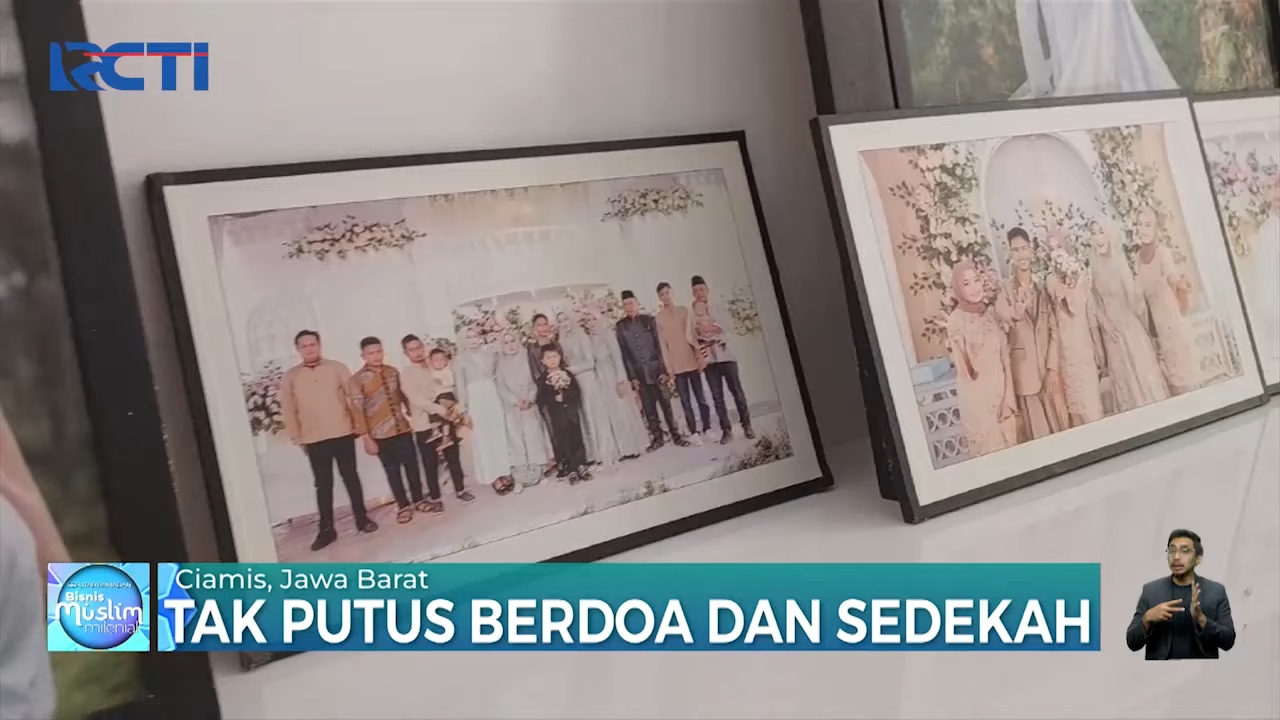 RCTI
Ciamis, Jawa Barat
TAK PUTUS BERDOA DAN SEDEKAH
Bisnis
Muslim
milenial